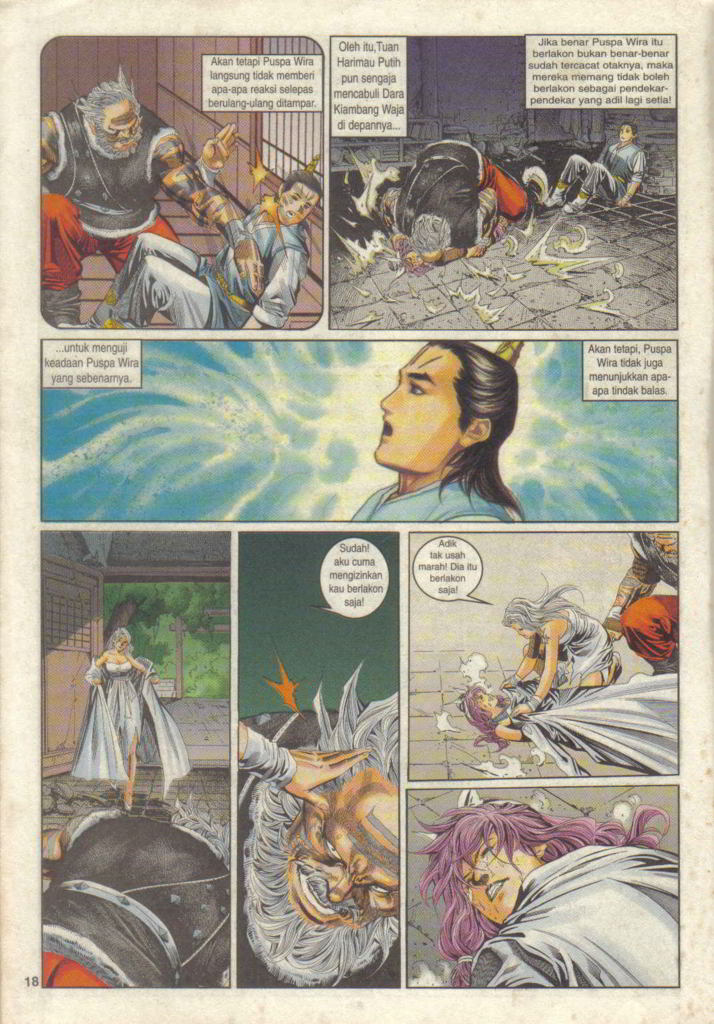 Akan tetapi Puspa Wira
langsung tidak memberi
apa-apa reaksi selepas
berulang-ulang ditampar.
Oleh itu,Tuan
Harimau Putih
pun sengaja
mencabuli Dara
Kiambang Waja
di depannya...
Jika benar Puspa Wira itu
berlakon bukan benar-benar
sudah tercacat otaknya, maka
mereka memang tidak boleh
berlakon sebagai pendekar-
pendekar yang adil lagi setia!
...untuk menguji
keadaan Puspa Wira
yang sebenarnya.
Akan tetapi, Puspa
Wira tidak juga
menunjukkan apa-
apa tindak balas.
Sudah!
aku cuma
mengizinkan
kau berlakon
saja!
Adik
tak usah
marah! Dia itu
berlakon
saja!
18